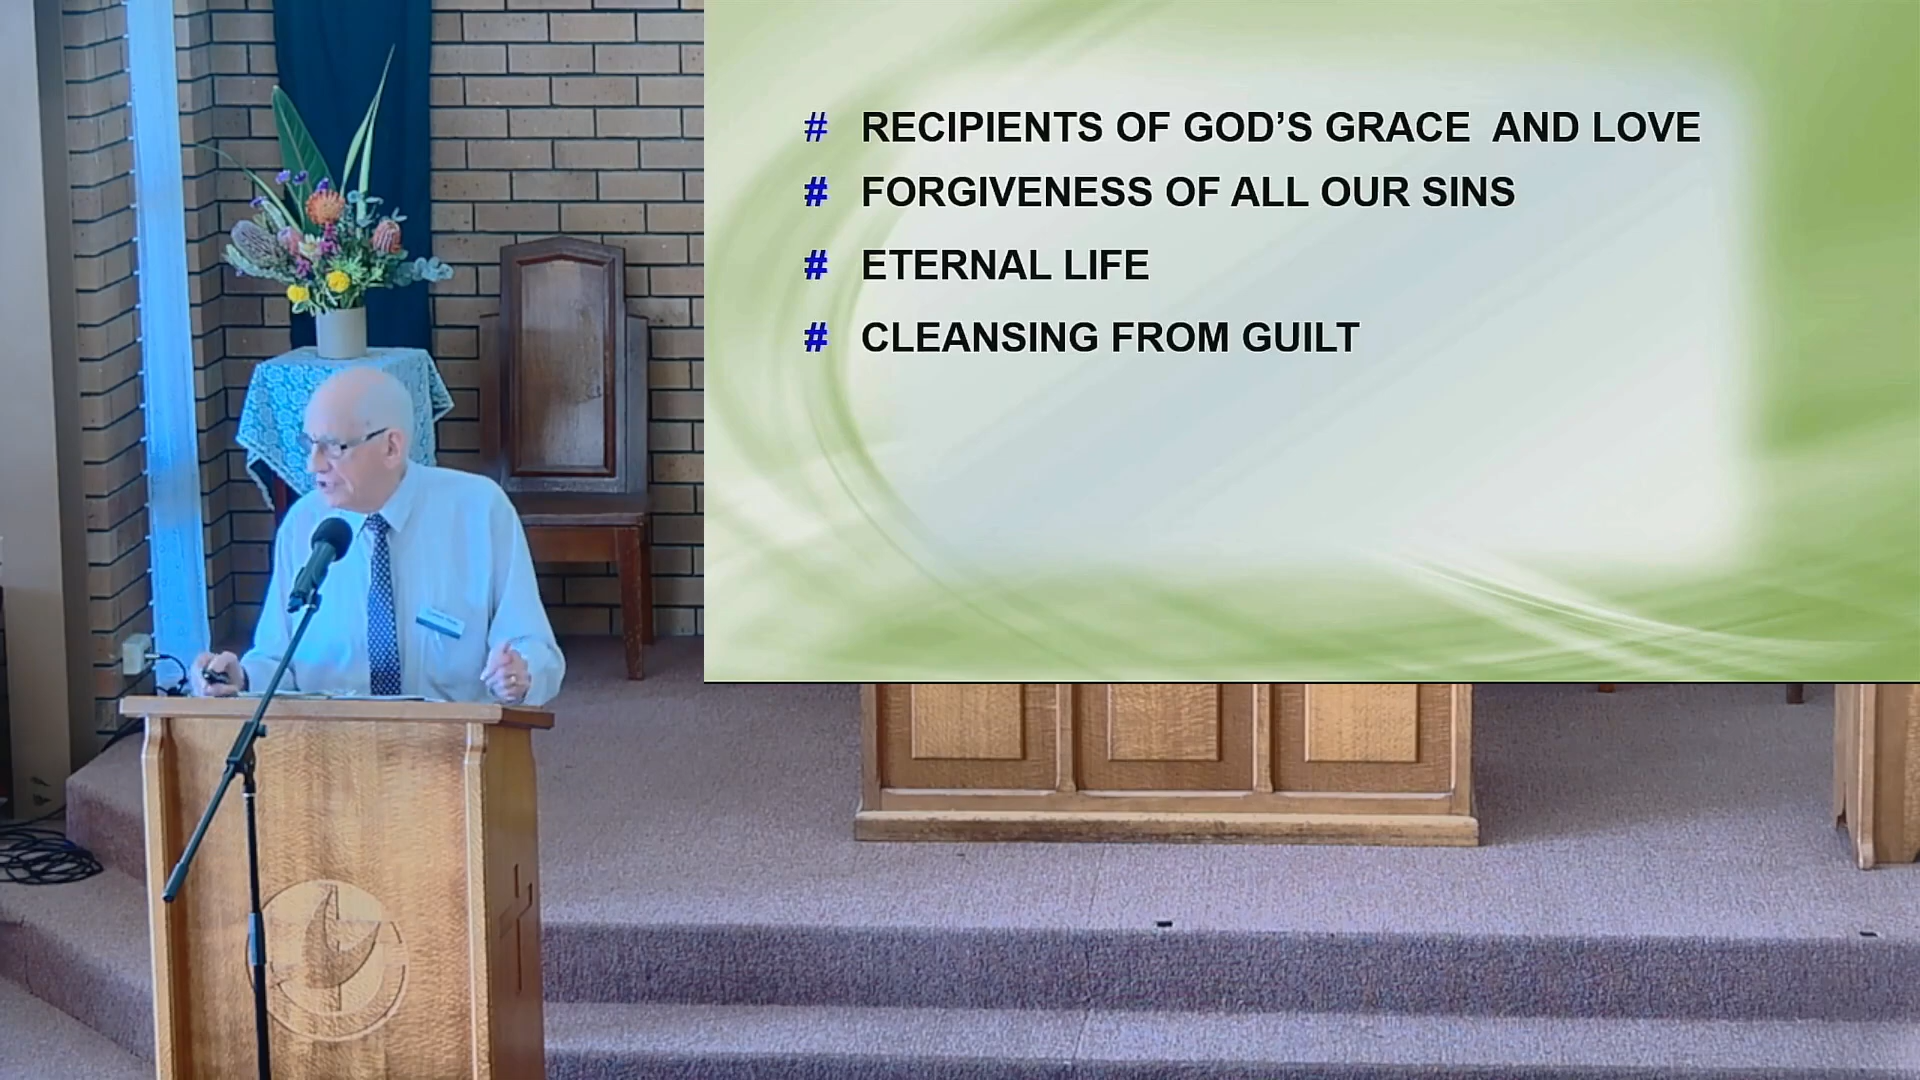 # RECIPIENTS OF GOD’S GRACE  AND LOVE
# FORGIVENESS OF ALL OUR SINS
# ETERNAL LIFE
# CLEANSING FROM GUILT